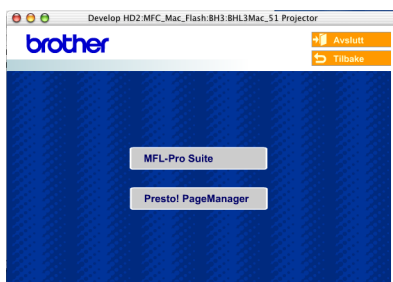 Develop HD2:MFC_Mac_Flash:BH3:BHL3Mac_51 Projector
brother
Avslutt
Tilbake
MFL-Pro Suite
Presto! PageManager